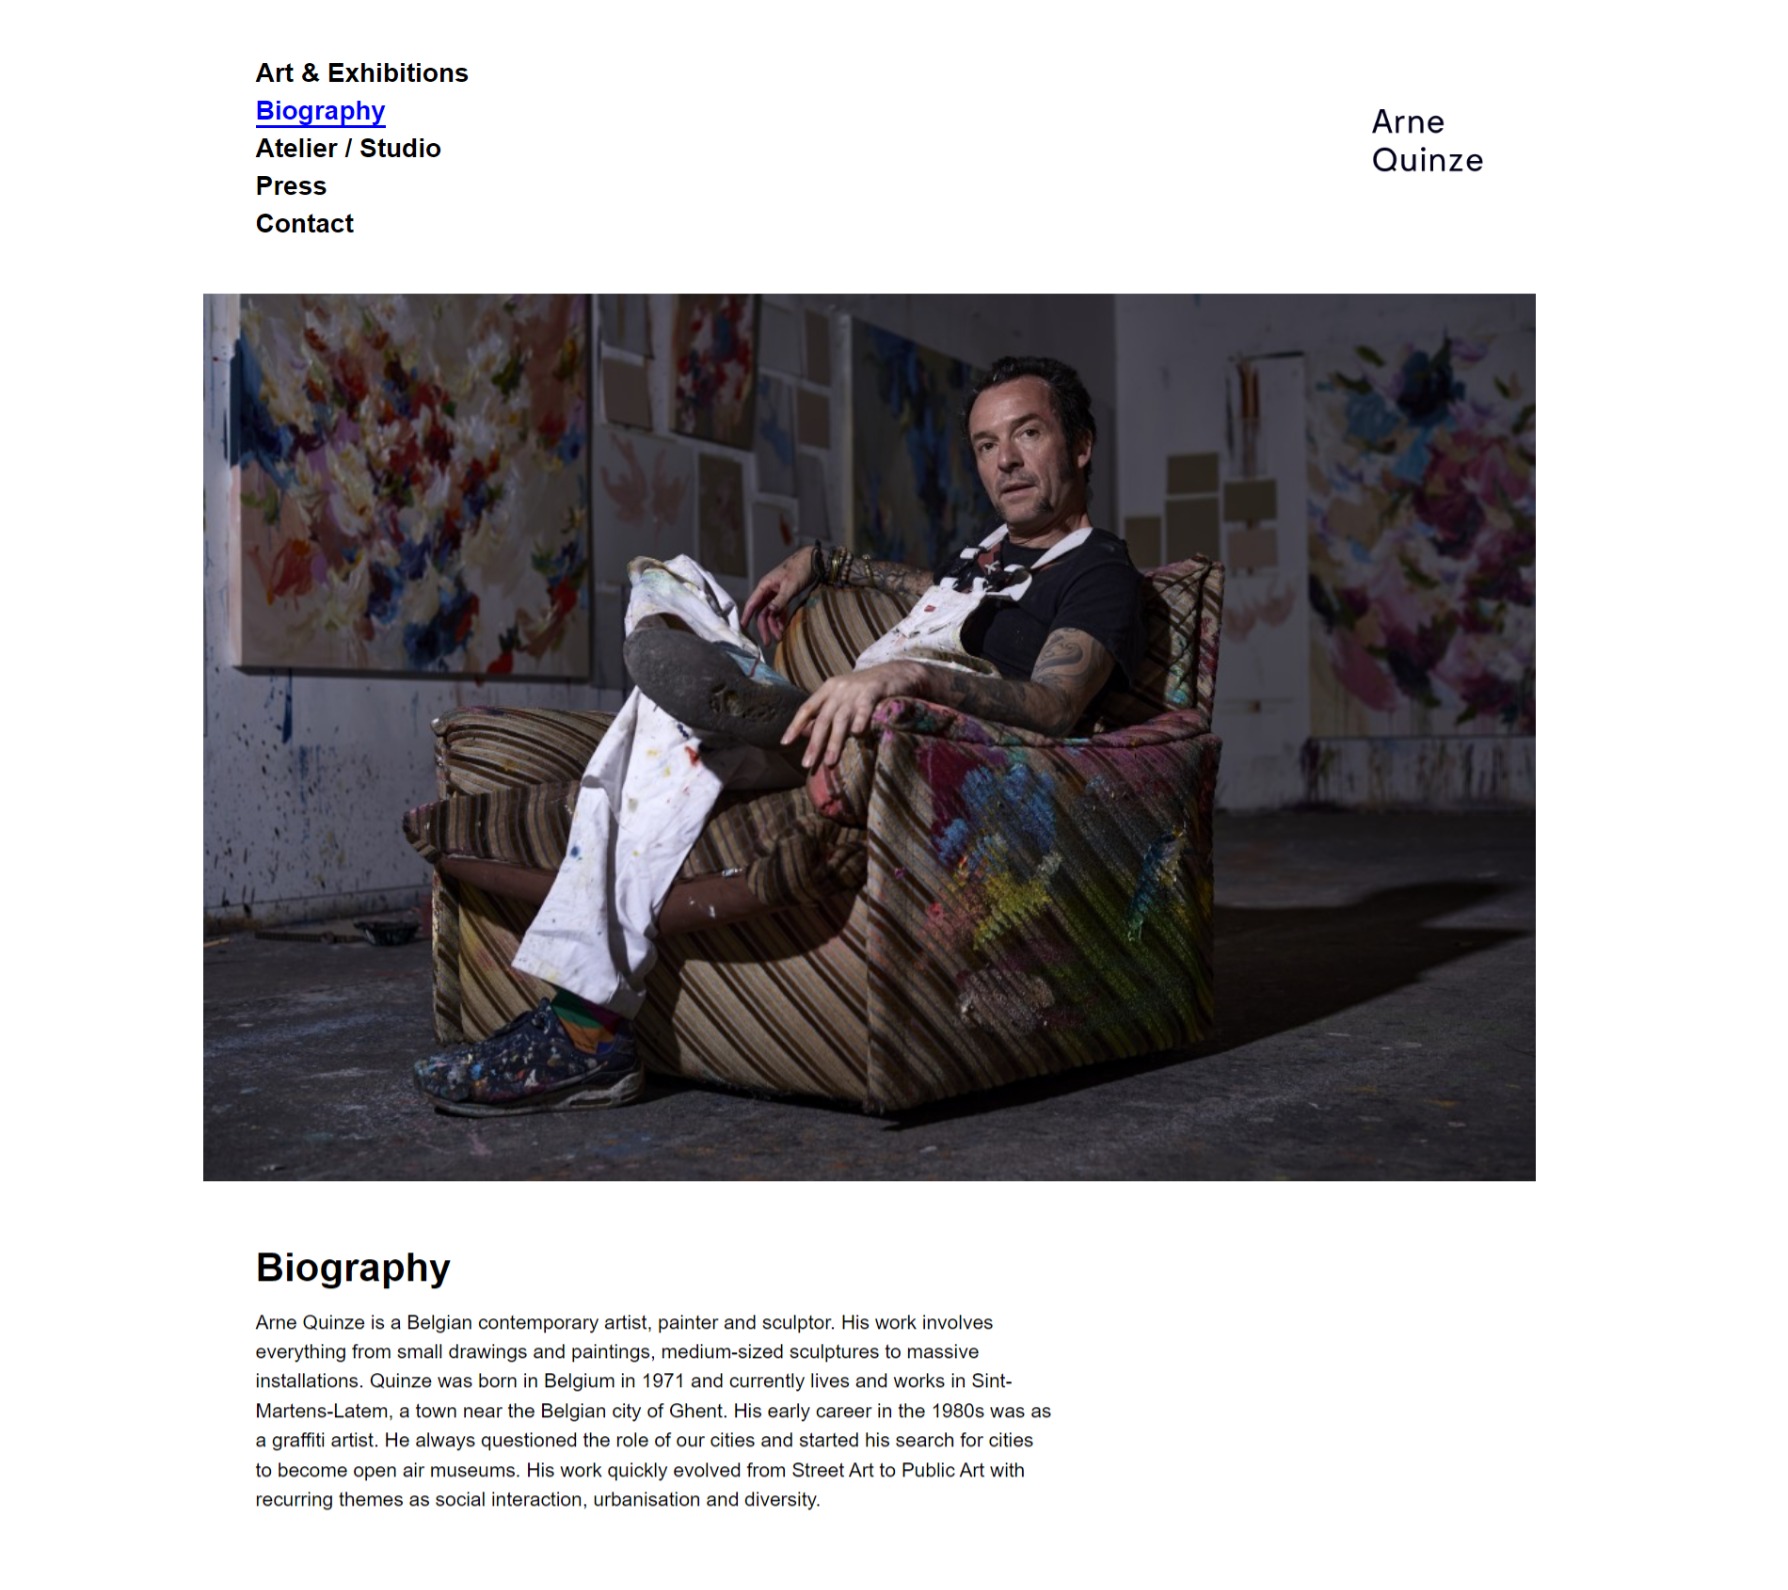 Art & Exhibitions
Biography
Atelier / Studio
Press
Contact
Arne
Quinze
Biography
Arne Quinze is a Belgian contemporary artist, painter and sculptor. His work involves
everything from small drawings and paintings, medium-sized sculptures to massive
installations. Quinze was born in Belgium in 1971 and currently lives and works in Sint-
Martens-Latem, a town near the Belgian city of Ghent. His early career in the 1980s was as
a graffiti artist. He always questioned the role of our cities and started his search for cities
to become open air museums. His work quickly evolved from Street Art to Public Art with
recurring themes as social interaction, urbanisation and diversity.